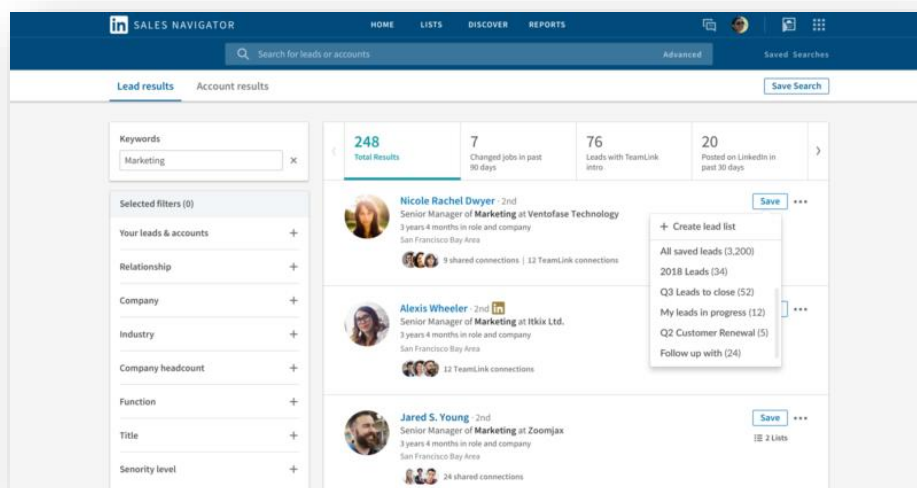 in SALES NAVIGATOR
HOME LISTS DISCOVER REPORTS
Search for leads or accounts
Advanced
Saved Searches
Lead results
Account results
Save Search
Keywords
Marketing
Selected filters (0)
Your leads & accounts
Relationship
Company
Industry
Company headcount
Function
Title
Senority level
248
Total Results
7
Changed jobs in past
90 days
76
Leads with TeamLink
intro
20
Posted on LinkedIn in
past 30 days
Nicole Rachel Dwyer · 2nd
Senior Manager of Marketing at Ventofase Technology
3 years 4 months in role and company
San Francisco Bay Area
9 shared connections | 12 TeamLink connections
Save
+ Create lead list
All saved leads (3,200)
2018 Leads (34)
Q3 Leads to close (52)
My leads in progress (12)
Q2 Customer Renewal (5)
Follow up with (24)
Alexis Wheeler · 2nd in
Senior Manager of Marketing at Itkix Ltd.
3 years 4 months in role and company
San Francisco Bay Area
12 TeamLink connections
Jared S. Young · 2nd
Senior Manager of Marketing at Zoomjax
3 years 4 months in role and company
San Francisco Bay Area
24 shared connections
Save
2 Lists